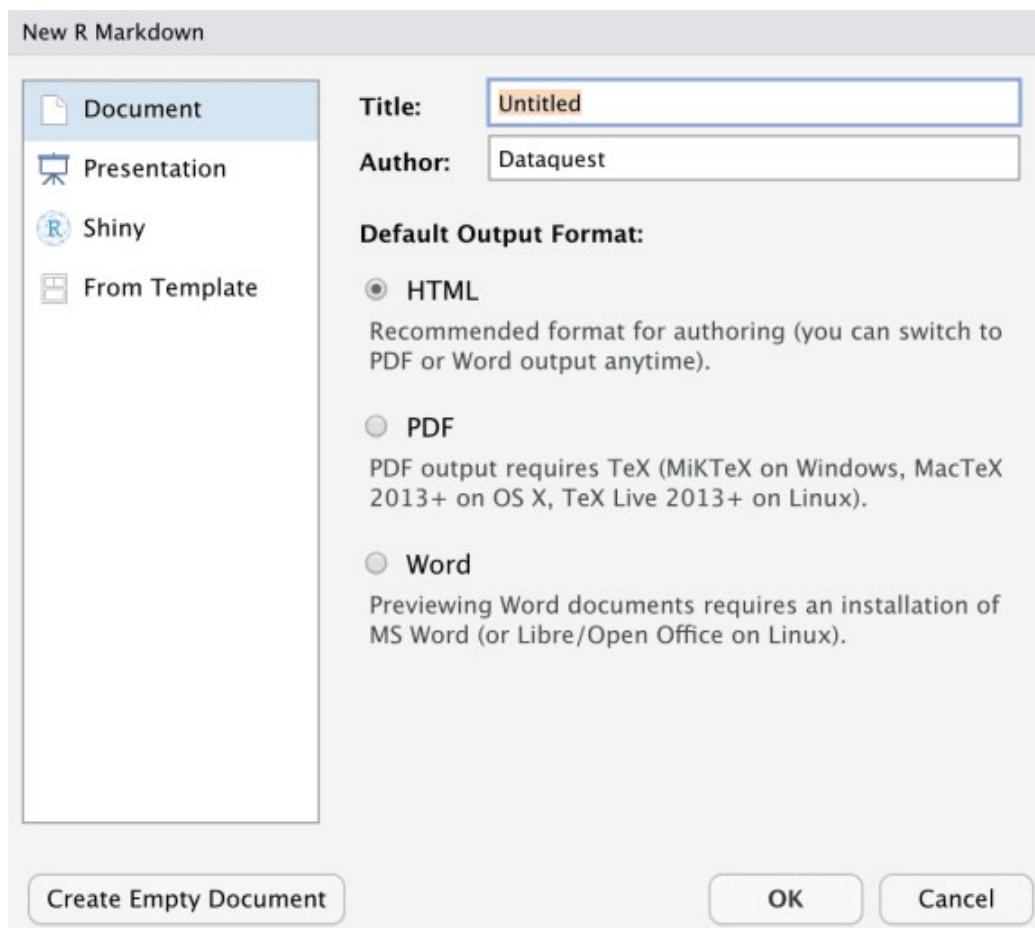 New R Markdown
Document
Presentation
R Shiny
From Template
Title: Untitled
Author: Dataquest
Default Output Format:
HTML
Recommended format for authoring (you can switch to
PDF or Word output anytime).
PDF
PDF output requires TeX (MiKTeX on Windows, MacTeX
2013+ on OS X, TeX Live 2013+ on Linux).
Word
Previewing Word documents requires an installation of
MS Word (or Libre/Open Office on Linux).
Create Empty Document
OK
Cancel